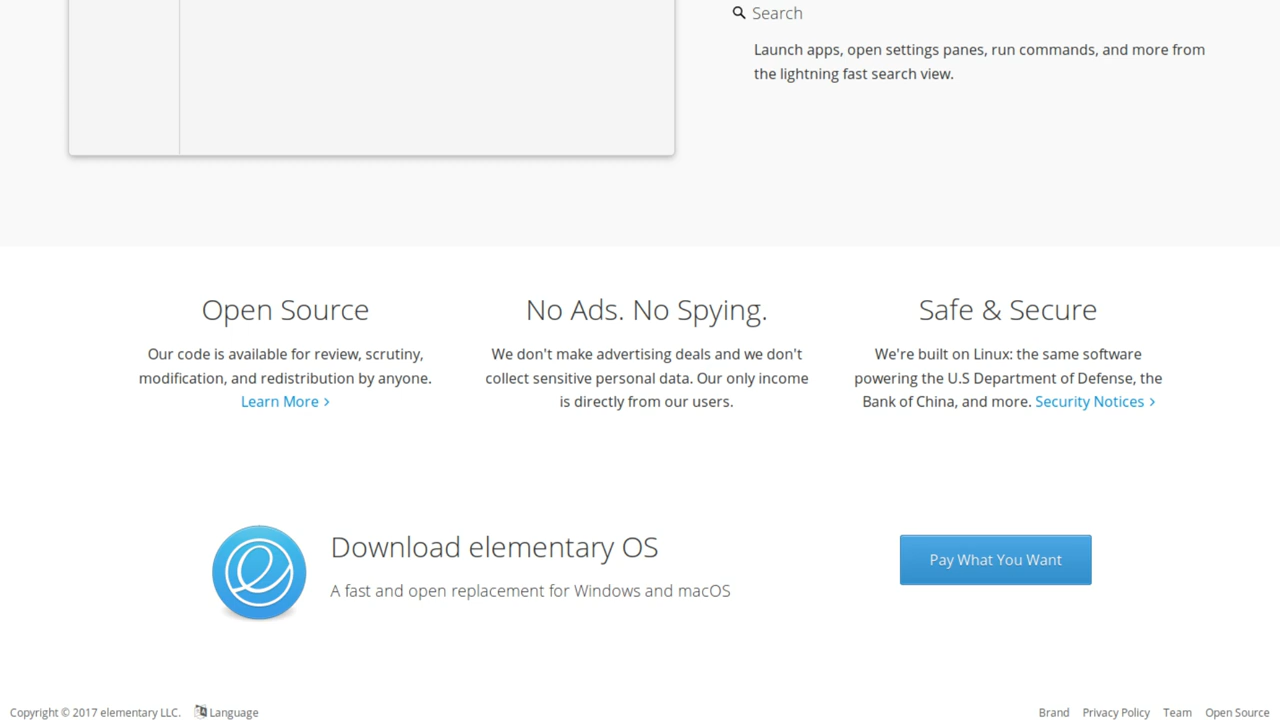 Search
Launch apps, open settings panes, run commands, and more from
the lightning fast search view.
Open Source
Our code is available for review, scrutiny,
modification, and redistribution by anyone.
Learn More
No Ads. No Spying.
We don't make advertising deals and we don't
collect sensitive personal data. Our only income
is directly from our users.
Safe & Secure
We're built on Linux: the same software
powering the U.S Department of Defense, the
Bank of China, and more. Security Notices
Download elementary OS
A fast and open replacement for Windows and macOS
Pay What You Want
Copyright © 2017 elementary LLC. Language
Brand Privacy Policy Team Open Source